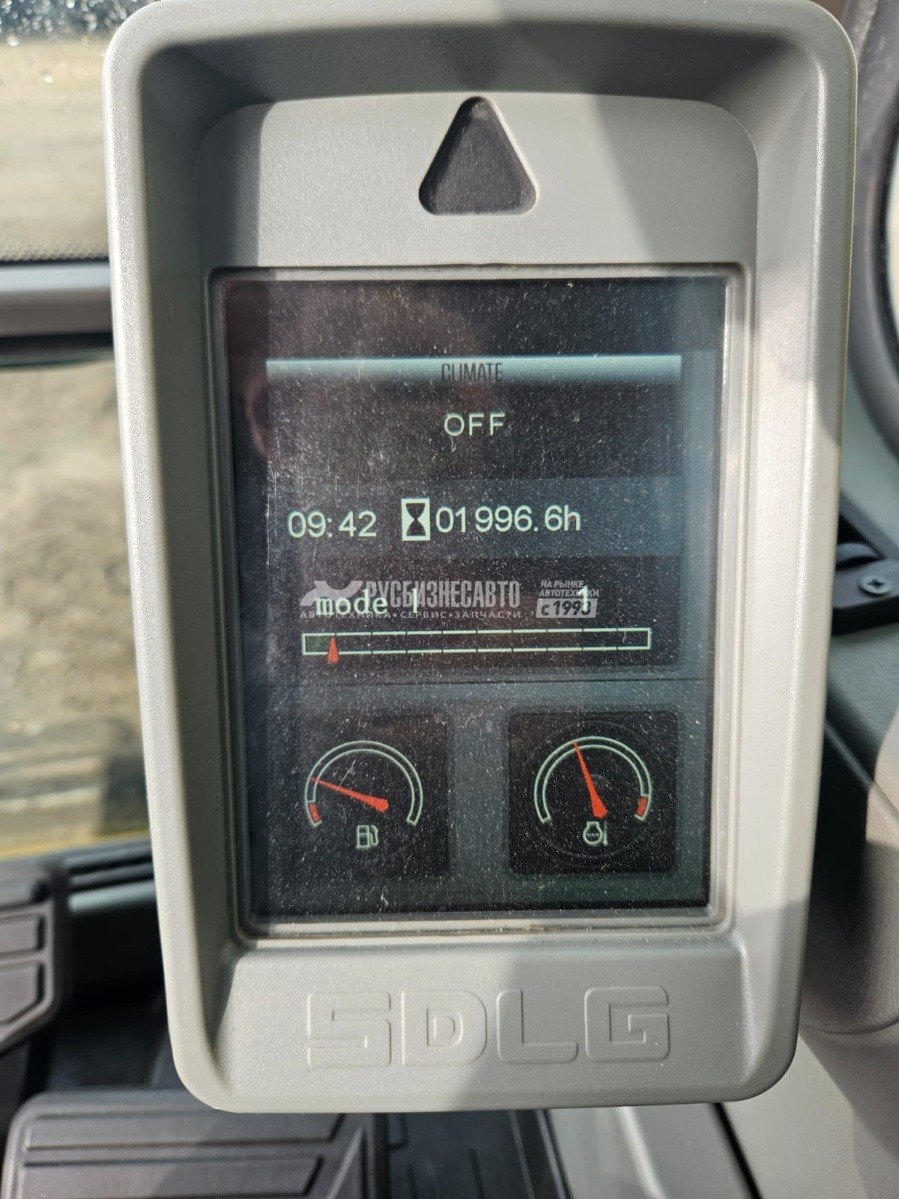 CLIMATE
OFF
09:42 01996.6h
РУСБИЗНЕСАВТО НА РЫНКЕ АВТОТЕХНИКИ с 1993
mode I 1
АВТОТЕХНИКА•СЕРВИС•ЗАПЧАСТИ
SDLG